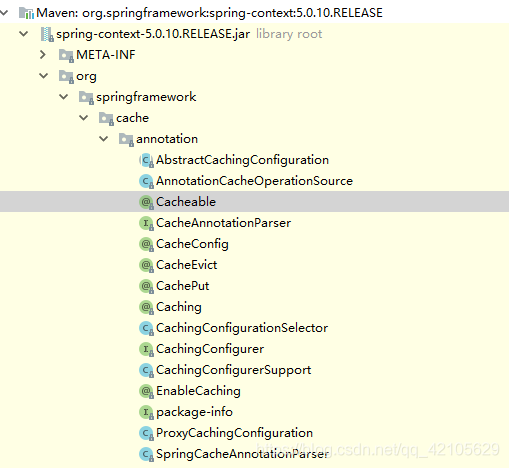 Maven: org.springframework:spring-context:5.0.10.RELEASE
spring-context-5.0.10.RELEASE.jar library root
META-INF
org
springframework
cache
annotation
AbstractCachingConfiguration
AnnotationCacheOperationSource
Cacheable
CacheAnnotationParser
CacheConfig
CacheEvict
CachePut
Caching
CachingConfigurationSelector
CachingConfigurer
CachingConfigurerSupport
EnableCaching
package-info
ProxyCachingConfiguration
https://blog.csdn.net/qq_42105629
SpringCacheAnnotationParser